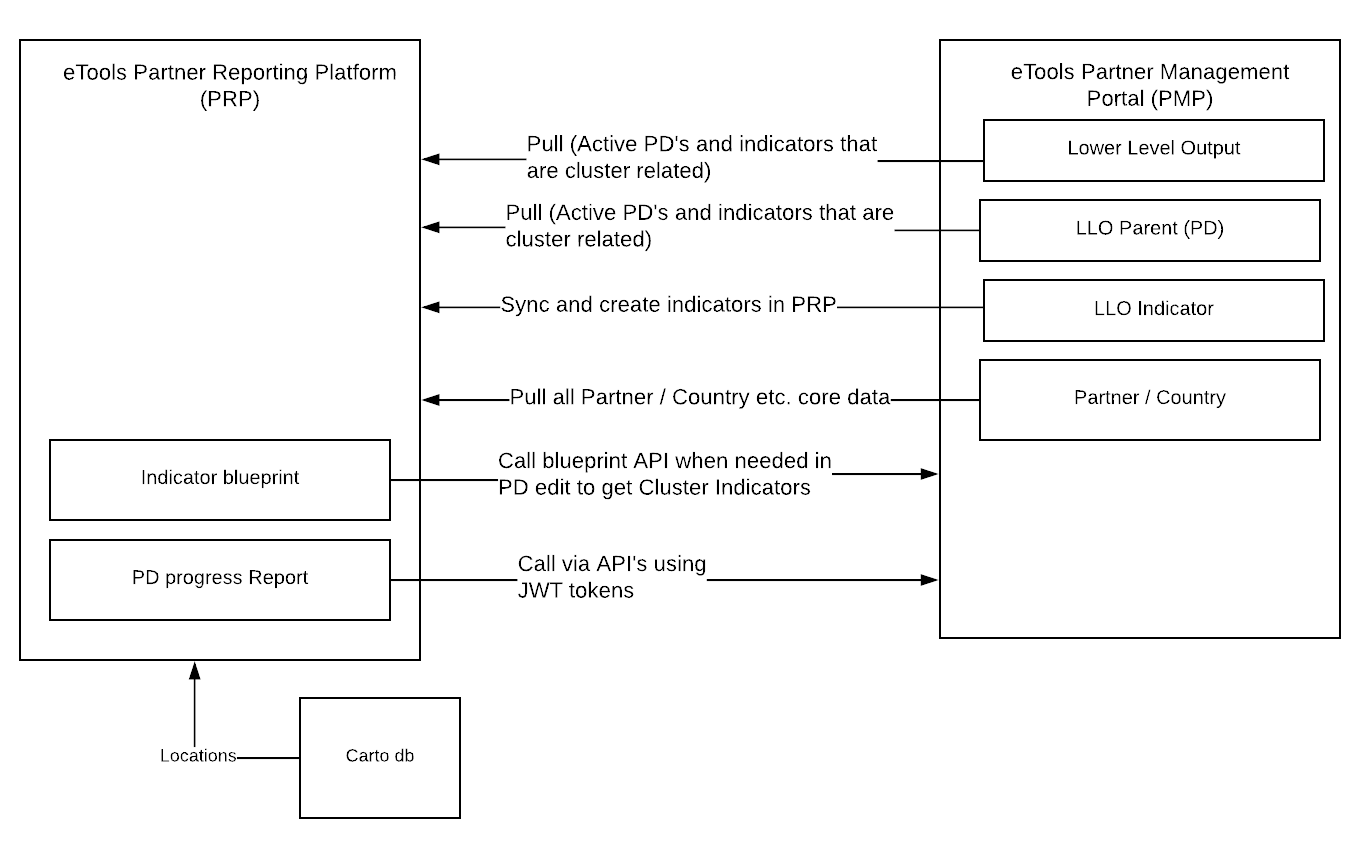 eTools Partner Reporting Platform
(PRP)
eTools Partner Management
Portal (PMP)
Pull (Active PD's and indicators that
are cluster related)
Lower Level Output
Pull (Active PD's and indicators that are
cluster related)
LLO Parent (PD)
Sync and create indicators in PRP
LLO Indicator
Pull all Partner / Country etc. core data
Partner / Country
Indicator blueprint
Call blueprint API when needed in
PD edit to get Cluster Indicators
PD progress Report
Call via API's using
JWT tokens
Locations
Carto db